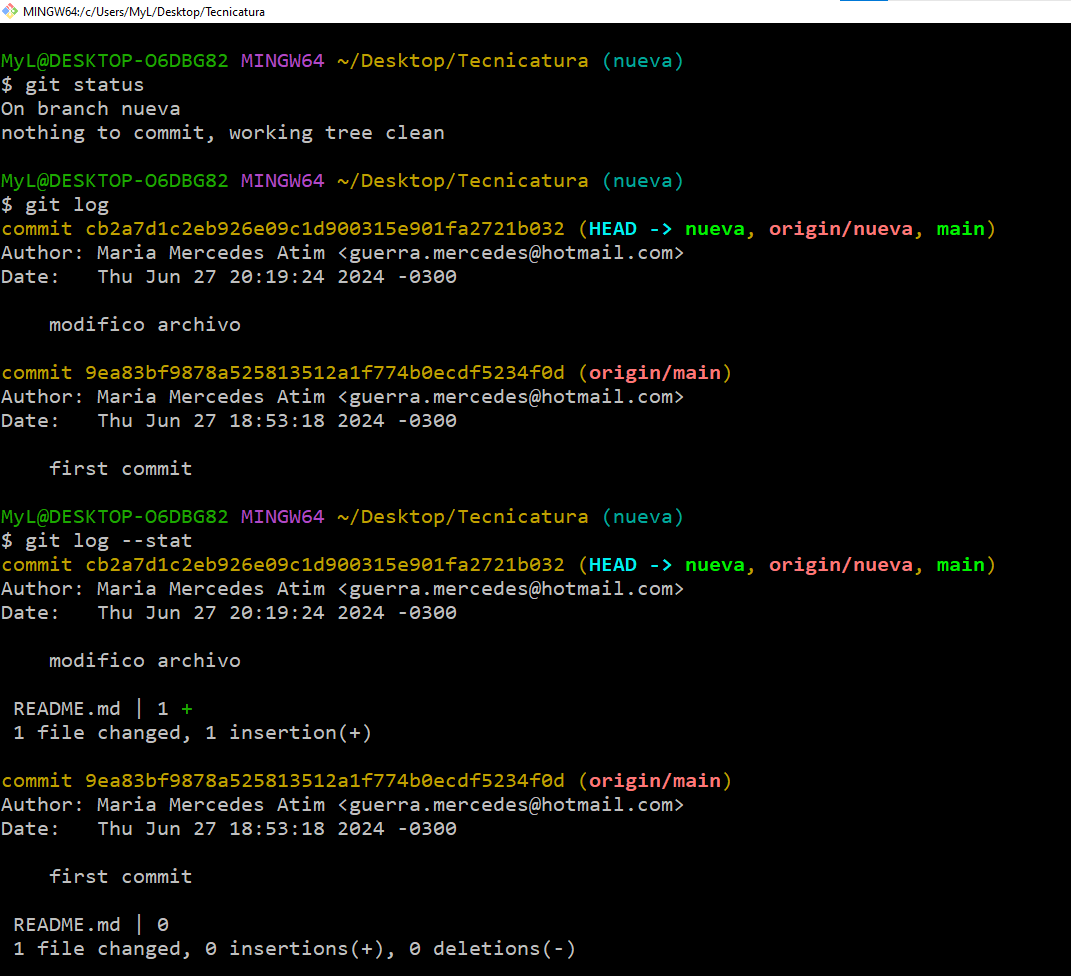 MINGW64:/c/Users/MyL/Desktop/Tecnicatura
MyL@DESKTOP-O6DBG82 MINGW64 ~/Desktop/Tecnicatura (nueva)
$ git status
On branch nueva
nothing to commit, working tree clean
MyL@DESKTOP-O6DBG82 MINGW64 ~/Desktop/Tecnicatura (nueva)
$ git log
commit cb2a7d1c2eb926e09c1d900315e901fa2721b032 (HEAD -> nueva, origin/nueva, main)
Author: Maria Mercedes Atim <guerra.mercedes@hotmail.com>
Date:   Thu Jun 27 20:19:24 2024 -0300
    modifico archivo
commit 9ea83bf9878a525813512a1f774b0ecdf5234f0d (origin/main)
Author: Maria Mercedes Atim <guerra.mercedes@hotmail.com>
Date:   Thu Jun 27 18:53:18 2024 -0300
    first commit
MyL@DESKTOP-O6DBG82 MINGW64 ~/Desktop/Tecnicatura (nueva)
$ git log --stat
commit cb2a7d1c2eb926e09c1d900315e901fa2721b032 (HEAD -> nueva, origin/nueva, main)
Author: Maria Mercedes Atim <guerra.mercedes@hotmail.com>
Date:   Thu Jun 27 20:19:24 2024 -0300
    modifico archivo
 README.md | 1 +
 1 file changed, 1 insertion(+)
commit 9ea83bf9878a525813512a1f774b0ecdf5234f0d (origin/main)
Author: Maria Mercedes Atim <guerra.mercedes@hotmail.com>
Date:   Thu Jun 27 18:53:18 2024 -0300
    first commit
 README.md | 0
 1 file changed, 0 insertions(+), 0 deletions(-)